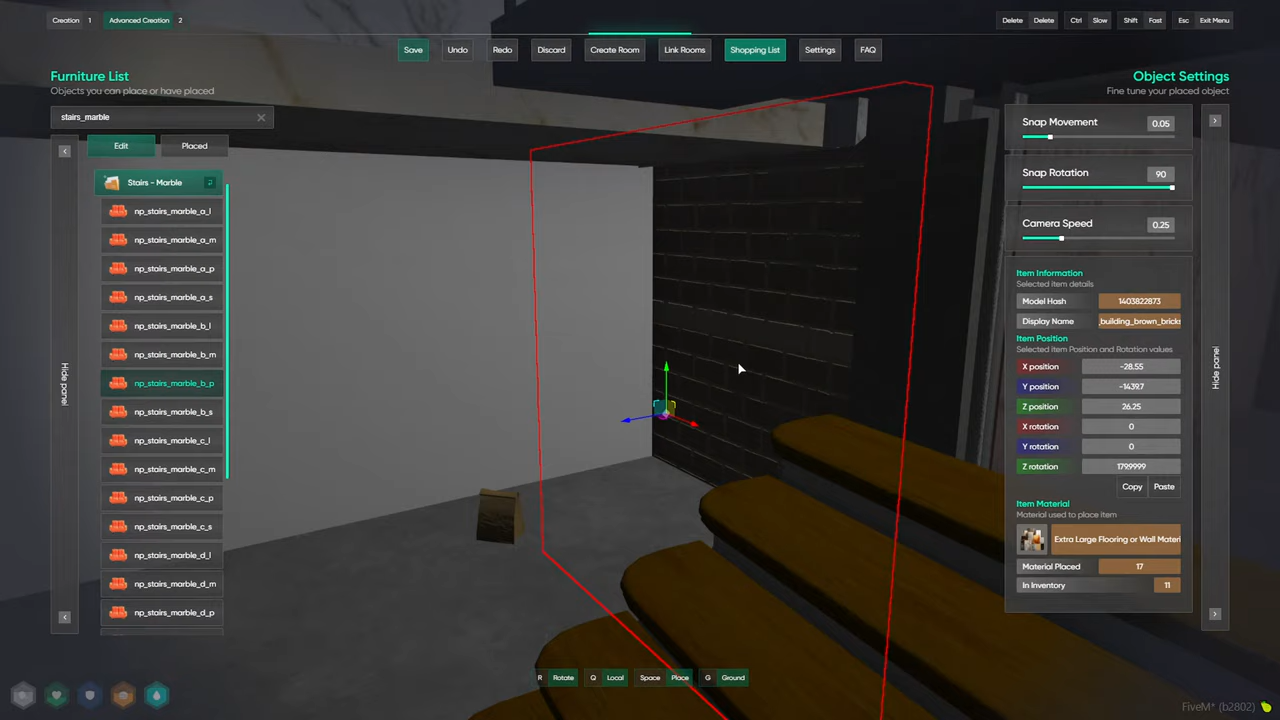 Creation 1 Advanced Creation 2
Delete Delete Ctrl Slow Shift Fast Esc Exit Menu
Save Undo Redo Discard Create Room Link Rooms Shopping List Settings FAQ
Furniture List
Objects you can place or have placed
stairs_marble
Edit Placed
Stairs - Marble
np_stairs_marble_a_l
np_stairs_marble_a_m
np_stairs_marble_a_p
np_stairs_marble_a_s
np_stairs_marble_b_l
np_stairs_marble_b_m
np_stairs_marble_b_p
np_stairs_marble_b_s
np_stairs_marble_c_l
np_stairs_marble_c_m
np_stairs_marble_c_p
np_stairs_marble_c_s
np_stairs_marble_d_l
np_stairs_marble_d_m
np_stairs_marble_d_p
Hide panel
Object Settings
Fine tune your placed object
Snap Movement 0.05
Snap Rotation 90
Camera Speed 0.25
Item Information
Selected item details
Model Hash 1403822873
Display Name _building_brown_bricks
Item Position
Selected Item Position and Rotation values
X position -28.55
Y position -1439.7
Z position 26.25
X rotation 0
Y rotation 0
Z rotation 179.9999
Copy Paste
Item Material
Material used to place item
Extra Large Flooring or Wall Materi
Material Placed 17
In Inventory 11
Hide panel
R Rotate Q Local Space Place G Ground
FiveM* (b2802)